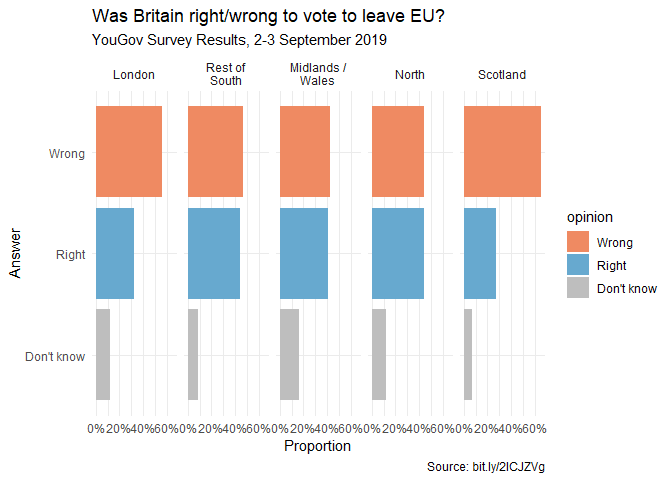 Was Britain right/wrong to vote to leave EU?
YouGov Survey Results, 2-3 September 2019
London
Rest of
South
Midlands /
Wales
North
Scotland
Wrong
Right
Don't know
Answer
0%20%40%60%0%20%40%60%0%20%40%60%0%20%40%60%0%20%40%60%
Proportion
opinion
Wrong
Right
Don't know
Source: bit.ly/2lCJZVg